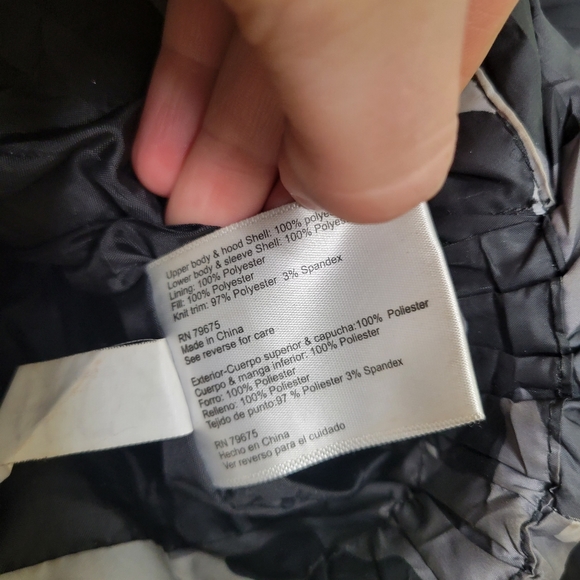 Upper body & hood Shell: 100% polye
Lower body & sleeve Shell: 100% Polyes
Lining: 100% Polyester
Fill: 100% Polyester
Knit trim: 97% Polyester 3% Spandex
RN 79675
Made in China
See reverse for care
Exterior-Cuerpo superior & capucha:100% Poliester
Cuerpo & manga inferior: 100% Poliester
Forro: 100% Poliester
Relleno: 100% Poliester
Tejido de punto:97 % Poliester 3% Spandex
RN 79675
Hecho en China
Ver reverso para el cuidado